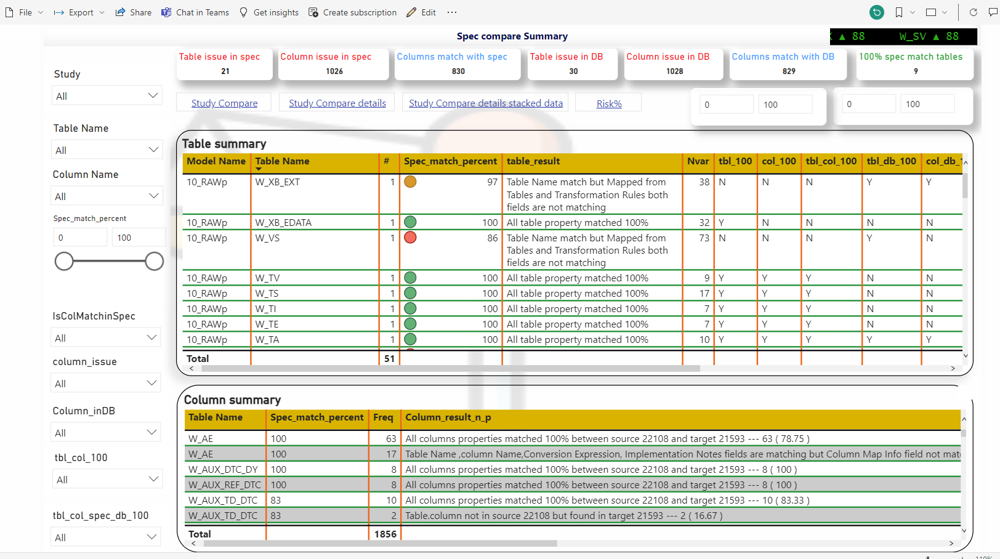 File Export Share Chat in Teams Get insights Create subscription Edit ...
Spec compare Summary
▲ 88 W_SV ▲ 88
Table issue in spec
21
Column issue in spec
1026
Columns match with spec
830
Table issue in DB
30
Column issue in DB
1028
Columns match with DB
829
100% spec match tables
9
Study
All
Table Name
All
Column Name
All
Spec_match_percent
0 100
IsColMatchinSpec
All
column_issue
All
Column_inDB
All
tbl_col_100
All
tbl_col_spec_db_100
All
Study Compare
Study Compare details
Study Compare details stacked data
Risk%
0 100
0 100
Table summary
Model Name Table Name # Spec_match_percent table_result Nvar tbl_100 col_100 tbl_col_100 tbl_db_100 col_db_1
10_RAWp W_XB_EXT 1 97 Table Name match but Mapped from 38 N N N Y Y
Tables and Transformation Rules both
fields are not matching
10_RAWp W_XB_EDATA 1 100 All table property matched 100% 32 Y N N N N
10_RAWp W_VS 1 86 Table Name match but Mapped from 73 N N N Y N
Tables and Transformation Rules both
fields are not matching
10_RAWp W_TV 1 100 All table property matched 100% 9 Y Y Y N N
10_RAWp W_TS 1 100 All table property matched 100% 17 Y Y Y N N
10_RAWp W_TI 1 100 All table property matched 100% 7 Y Y Y N N
10_RAWp W_TE 1 100 All table property matched 100% 7 Y Y Y N N
10_RAWp W_TA 1 100 All table property matched 100% 10 Y Y Y Y Y
Total 51
Column summary
Table Name Spec_match_percent Freq Column_result_n_p
W_AE 100 63 All columns properties matched 100% between source 22108 and target 21593 --- 63 ( 78.75 )
W_AE 100 17 Table Name ,column Name,Conversion Expression, Implementation Notes fields are matching but Column Map Info field not mat
W_AUX_DTC_DY 100 8 All columns properties matched 100% between source 22108 and target 21593 --- 8 ( 100 )
W_AUX_REF_DTC 100 8 All columns properties matched 100% between source 22108 and target 21593 --- 8 ( 100 )
W_AUX_TD_DTC 83 10 All columns properties matched 100% between source 22108 and target 21593 --- 10 ( 83.33 )
W_AUX_TD_DTC 83 2 Table.column not in source 22108 but found in target 21593 --- 2 ( 16.67 )
Total 1856